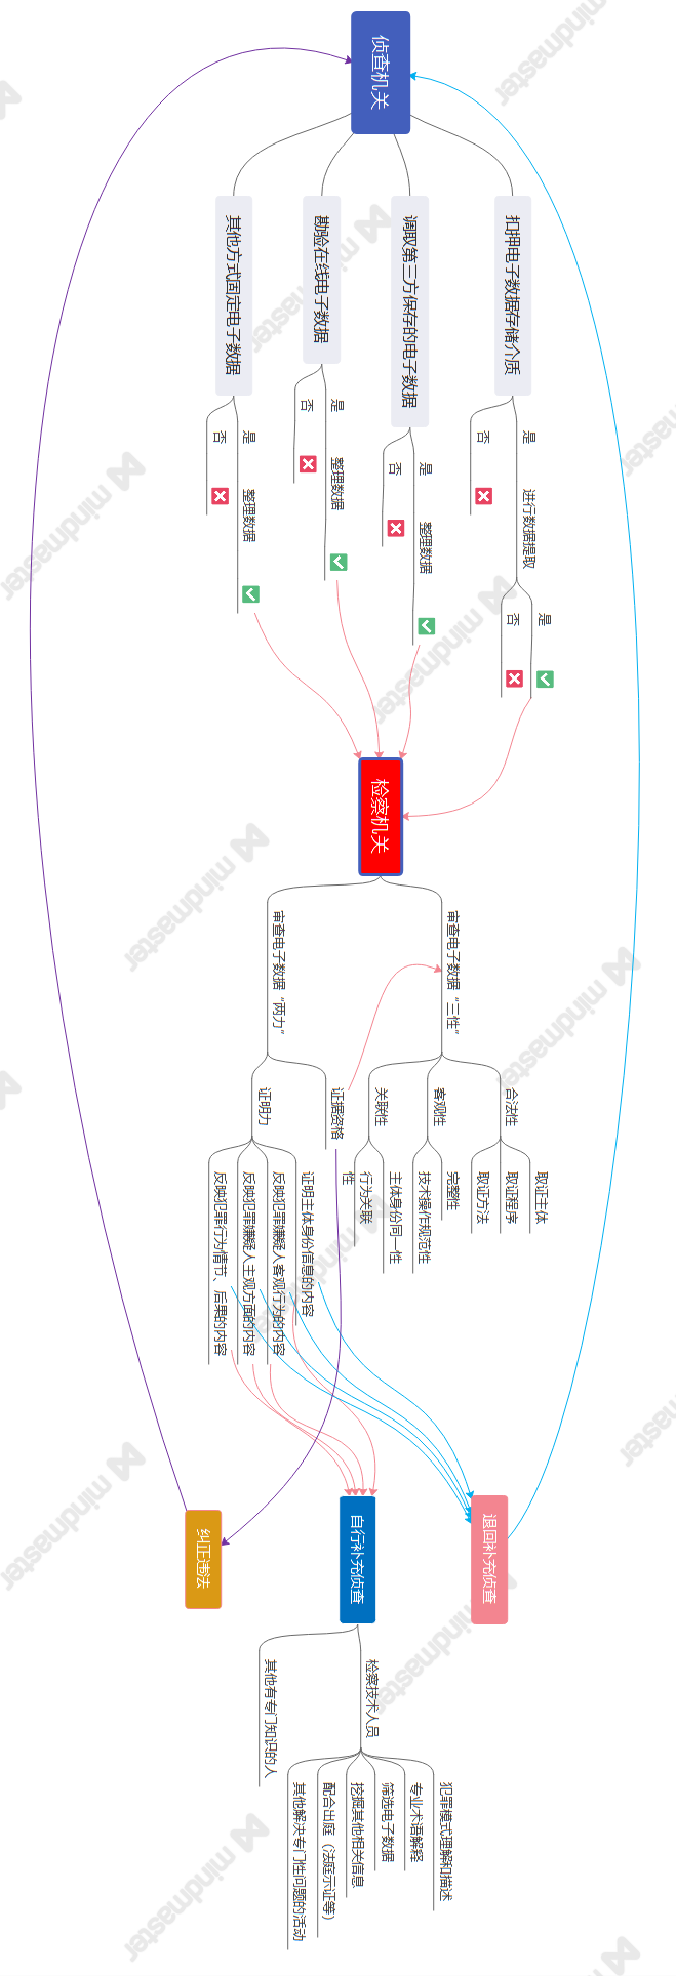 侦查机关
扣押电子数据存储介质
是
进行数据提取
是
否
否
调取第三方保存的电子数据
是
整理数据
否
勘验在线电子数据
是
整理数据
否
其他方式固定电子数据
是
整理数据
否
检察机关
审查电子数据“三性”
合法性
取证主体
取证程序
取证方法
客观性
完整性
技术操作规范性
关联性
主体身份同一性
行为关联
性
审查电子数据“两力”
证据资格
证明力
证明主体身份信息的内容
反映犯罪嫌疑人客观行为的内容
反映犯罪嫌疑人主观方面的内容
反映犯罪行为情节、后果的内容
退回补充侦查
自行补充侦查
检察技术人员
犯罪模式理解和描述
专业术语解释
筛选电子数据
挖掘其他相关信息
配合出庭（法庭示证等）
其他解决专门性问题的活动
其他有专门知识的人
纠正违法
mindmaster
mindmaster
mindmaster
mindmaster
mindmaster
mindmaster
mindmaster
mindmaster
mindmaster
mindmaster